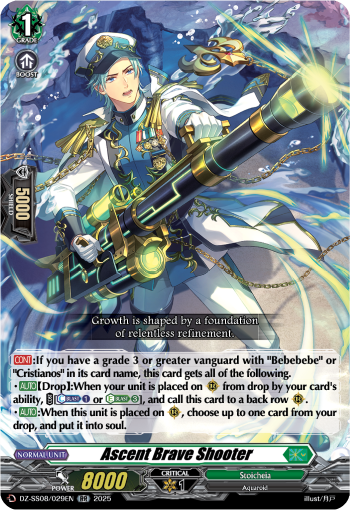 1
GRADE
BOOST
5000
SHIELD
Growth is shaped by a foundation
of relentless refinement.
CONT:If you have a grade 3 or greater vanguard with "Bebebebe" or
"Cristianos" in its card name, this card gets all of the following.
・AUTO[Drop]:When your unit is placed on R from drop by your card's
ability, [C BLAST 1 or E BLAST 3], and call this card to a back row R.
・AUTO:When this unit is placed on R, choose up to one card from your
drop, and put it into soul.
NORMAL UNIT
Ascent Brave Shooter
POWER 8000
CRITICAL
1
Stoicheia
Aquaroid
DZ-SS08/029EN RR 2025
illust/月戸